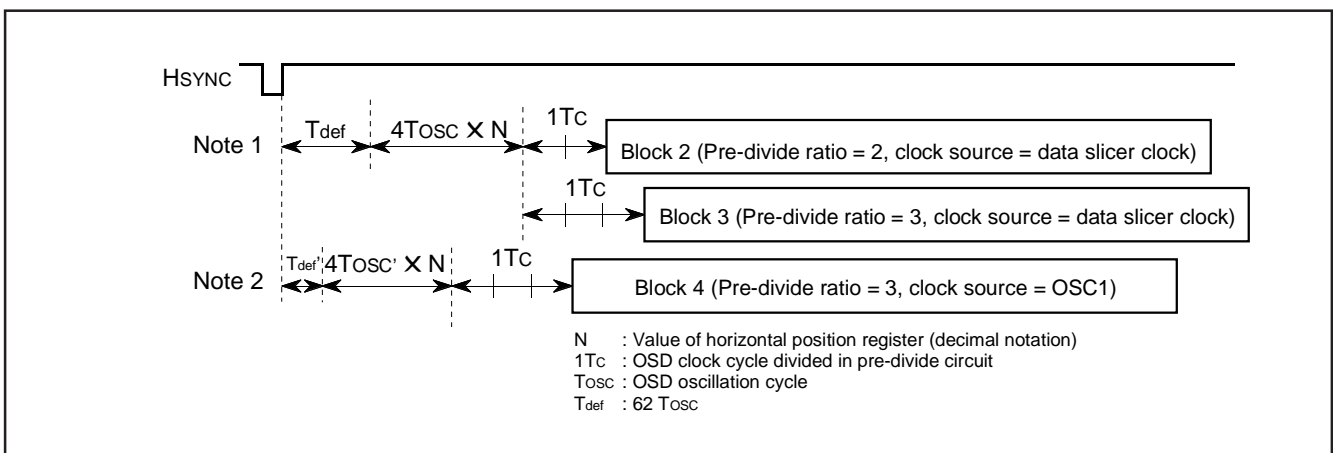 HSYNC
Note 1
Tdef
4TOSC × N
1TC
Block 2 (Pre-divide ratio = 2, clock source = data slicer clock)
1TC
Block 3 (Pre-divide ratio = 3, clock source = data slicer clock)
Note 2
Tdef'
4TOSC' × N
1TC
Block 4 (Pre-divide ratio = 3, clock source = OSC1)
N : Value of horizontal position register (decimal notation)
1TC : OSD clock cycle divided in pre-divide circuit
TOSC : OSD oscillation cycle
Tdef : 62 TOSC